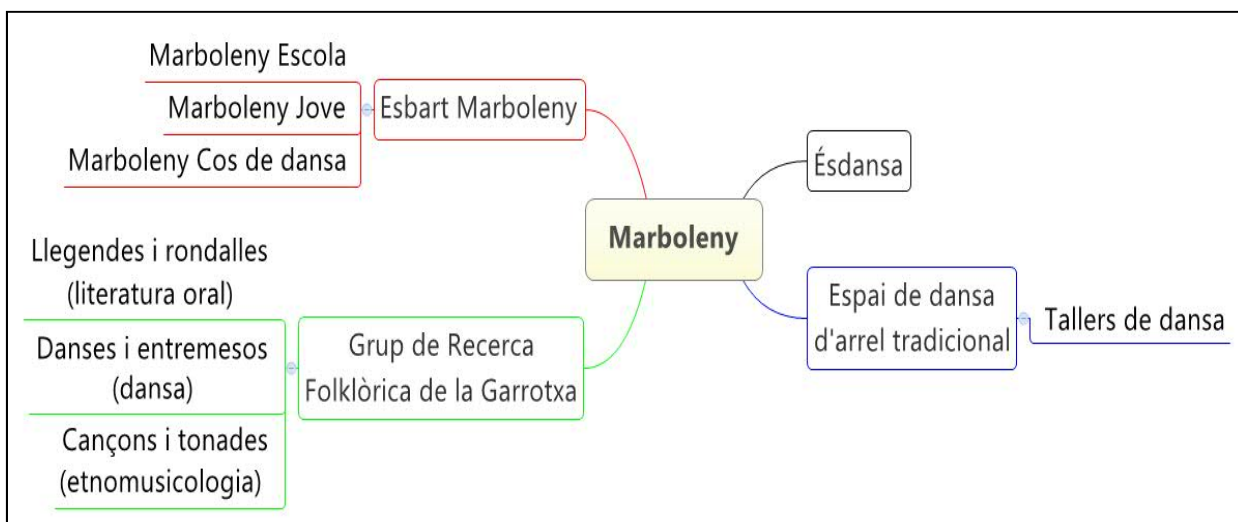 Marboleny Escola
Marboleny Jove
Marboleny Cos de dansa
Esbart Marboleny
Llegendes i rondalles
(literatura oral)
Danses i entremesos
(dansa)
Cançons i tonades
(etnomusicologia)
Grup de Recerca
Folklòrica de la Garrotxa
Marboleny
Ésdansa
Espai de dansa
d'arrel tradicional
Tallers de dansa